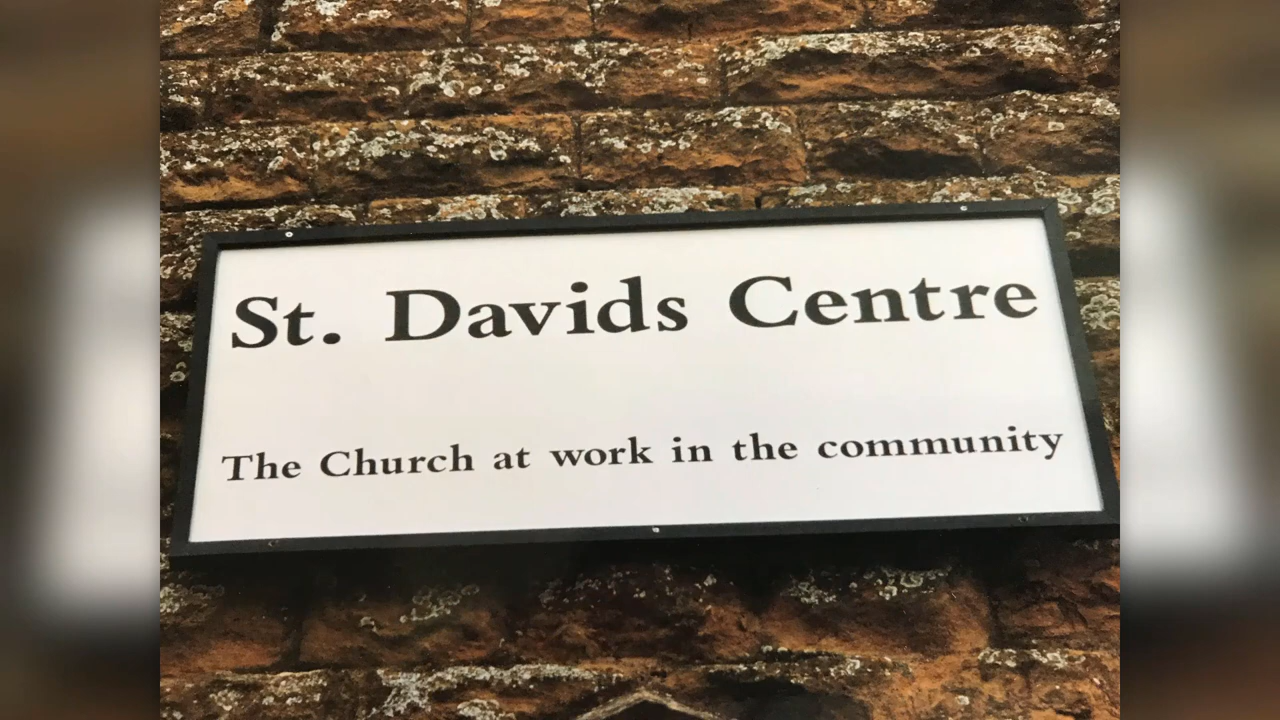 St. Davids Centre
The Church at work in the community